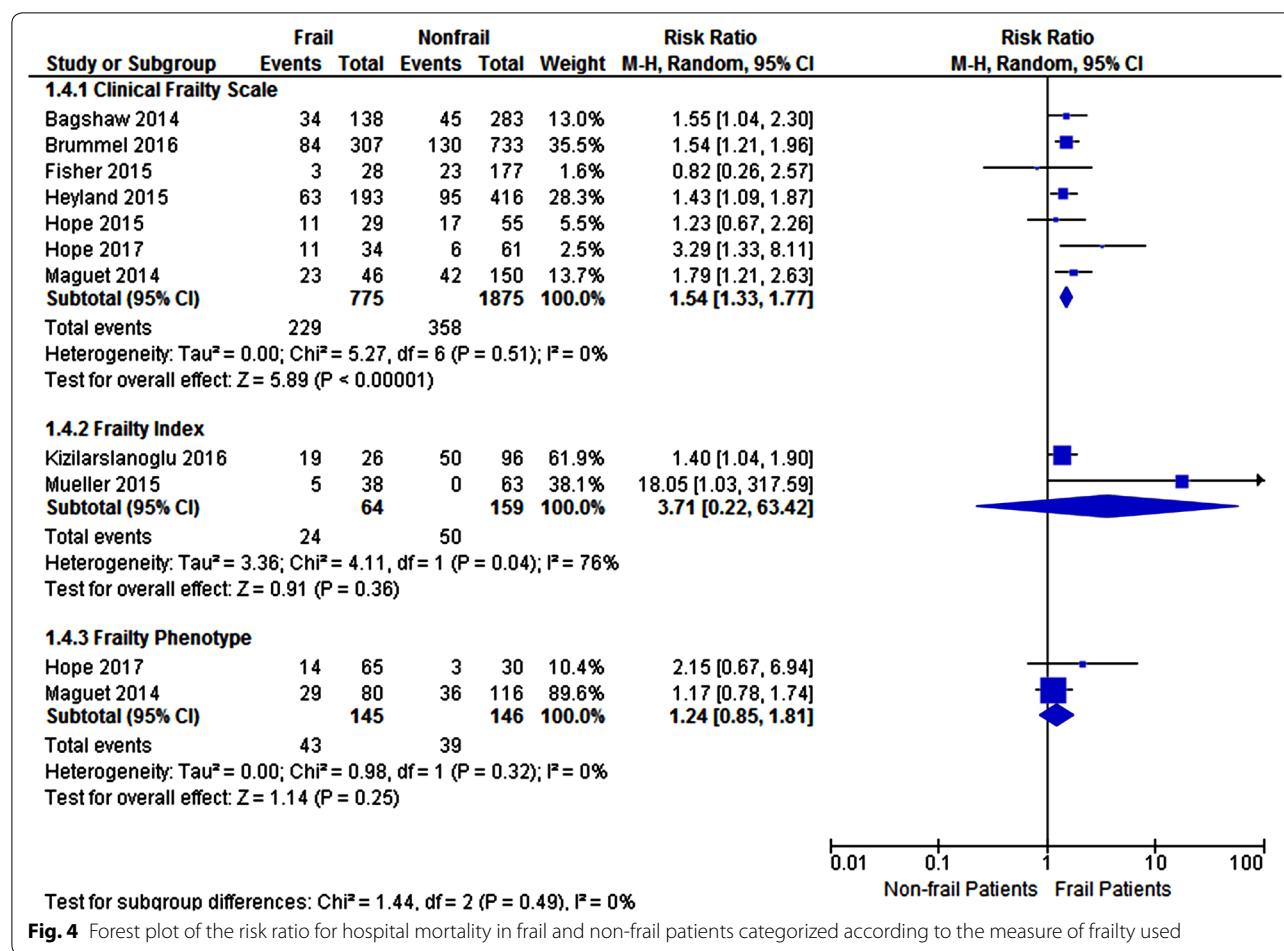 Frail Nonfrail Risk Ratio Risk Ratio
Study or Subgroup Events Total Events Total Weight M-H, Random, 95% CI M-H, Random, 95% CI
1.4.1 Clinical Frailty Scale
Bagshaw 2014 34 138 45 283 13.0% 1.55 [1.04, 2.30]
Brummel 2016 84 307 130 733 35.5% 1.54 [1.21, 1.96]
Fisher 2015 3 28 23 177 1.6% 0.82 [0.26, 2.57]
Heyland 2015 63 193 95 416 28.3% 1.43 [1.09, 1.87]
Hope 2015 11 29 17 55 5.5% 1.23 [0.67, 2.26]
Hope 2017 11 34 6 61 2.5% 3.29 [1.33, 8.11]
Maguet 2014 23 46 42 150 13.7% 1.79 [1.21, 2.63]
Subtotal (95% CI) 775 1875 100.0% 1.54 [1.33, 1.77]
Total events 229 358
Heterogeneity: Tau² = 0.00; Chi² = 5.27, df = 6 (P = 0.51); I² = 0%
Test for overall effect: Z = 5.89 (P < 0.00001)
1.4.2 Frailty Index
Kizilarslanoglu 2016 19 26 50 96 61.9% 1.40 [1.04, 1.90]
Mueller 2015 5 38 0 63 38.1% 18.05 [1.03, 317.59]
Subtotal (95% CI) 64 159 100.0% 3.71 [0.22, 63.42]
Total events 24 50
Heterogeneity: Tau² = 3.36; Chi² = 4.11, df = 1 (P = 0.04); I² = 76%
Test for overall effect: Z = 0.91 (P = 0.36)
1.4.3 Frailty Phenotype
Hope 2017 14 65 3 30 10.4% 2.15 [0.67, 6.94]
Maguet 2014 29 80 36 116 89.6% 1.17 [0.78, 1.74]
Subtotal (95% CI) 145 146 100.0% 1.24 [0.85, 1.81]
Total events 43 39
Heterogeneity: Tau² = 0.00; Chi² = 0.98, df = 1 (P = 0.32); I² = 0%
Test for overall effect: Z = 1.14 (P = 0.25)
0.01 0.1 1 10 100
Non-frail Patients Frail Patients
Test for subgroup differences: Chi² = 1.44, df = 2 (P = 0.49), I² = 0%
Fig. 4 Forest plot of the risk ratio for hospital mortality in frail and non-frail patients categorized according to the measure of frailty used